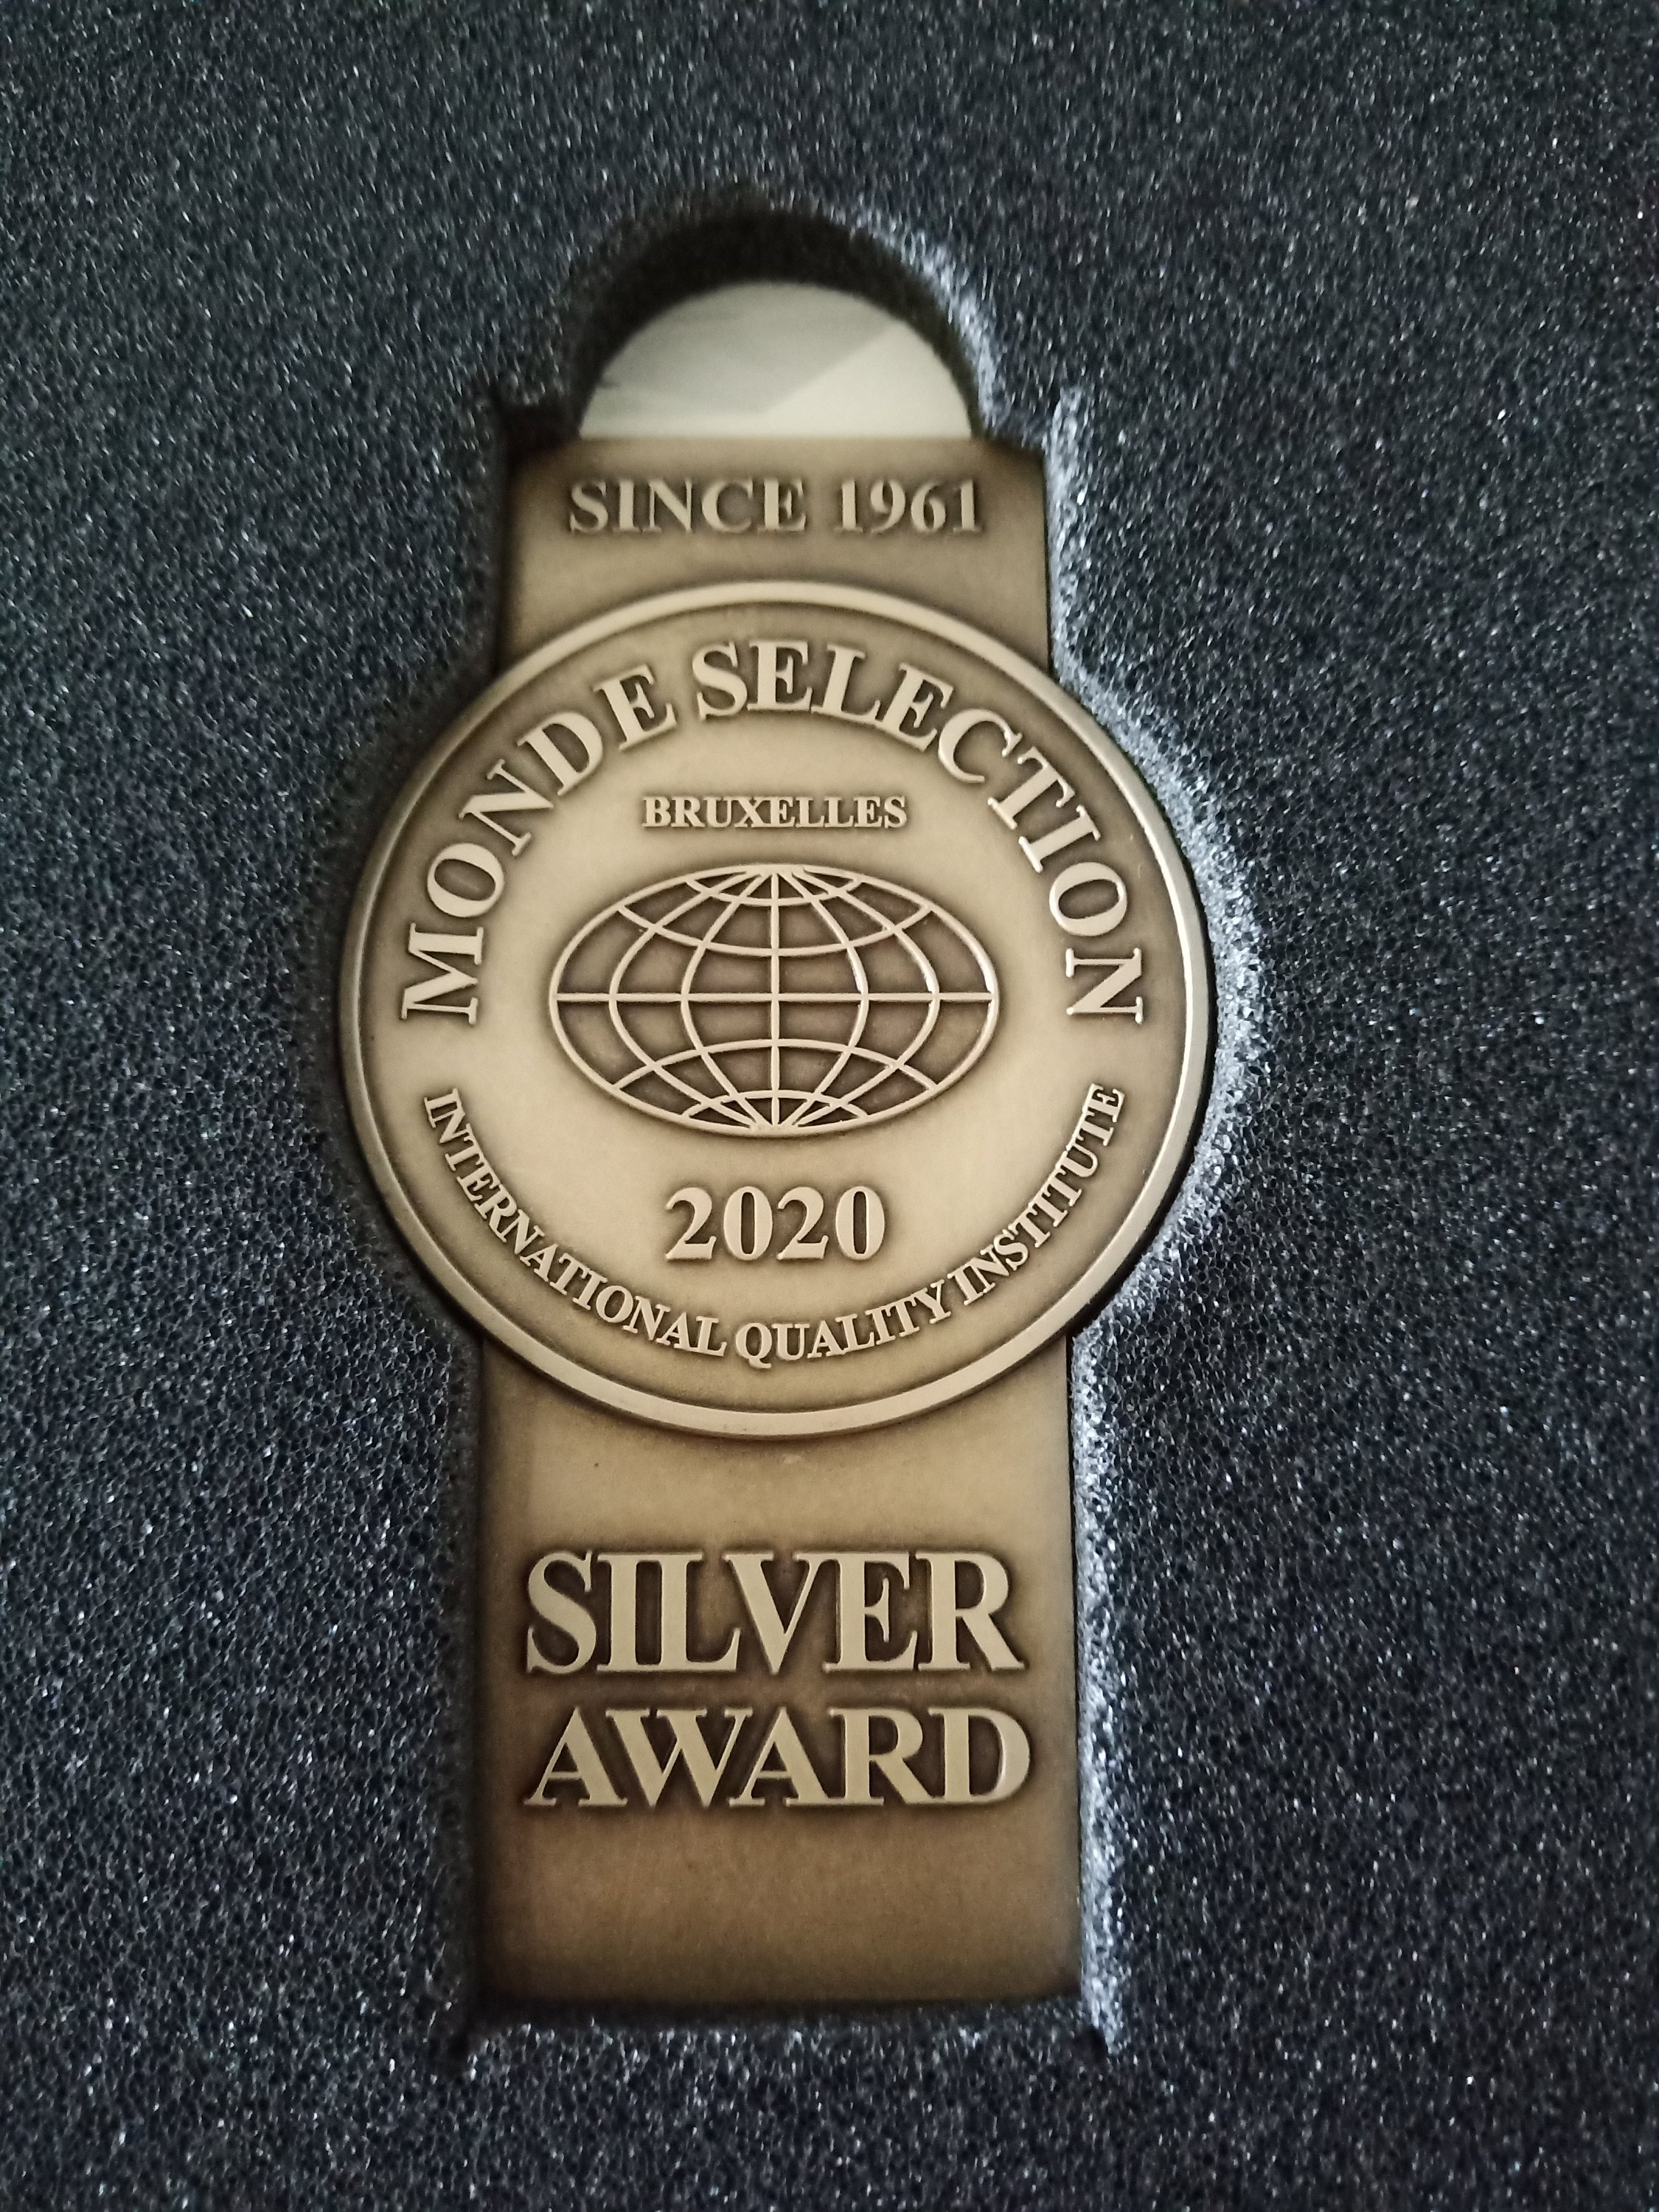 SINCE 1961
MONDE SELECTION
BRUXELLES
2020
INTERNATIONAL QUALITY INSTITUTE
SILVER
AWARD